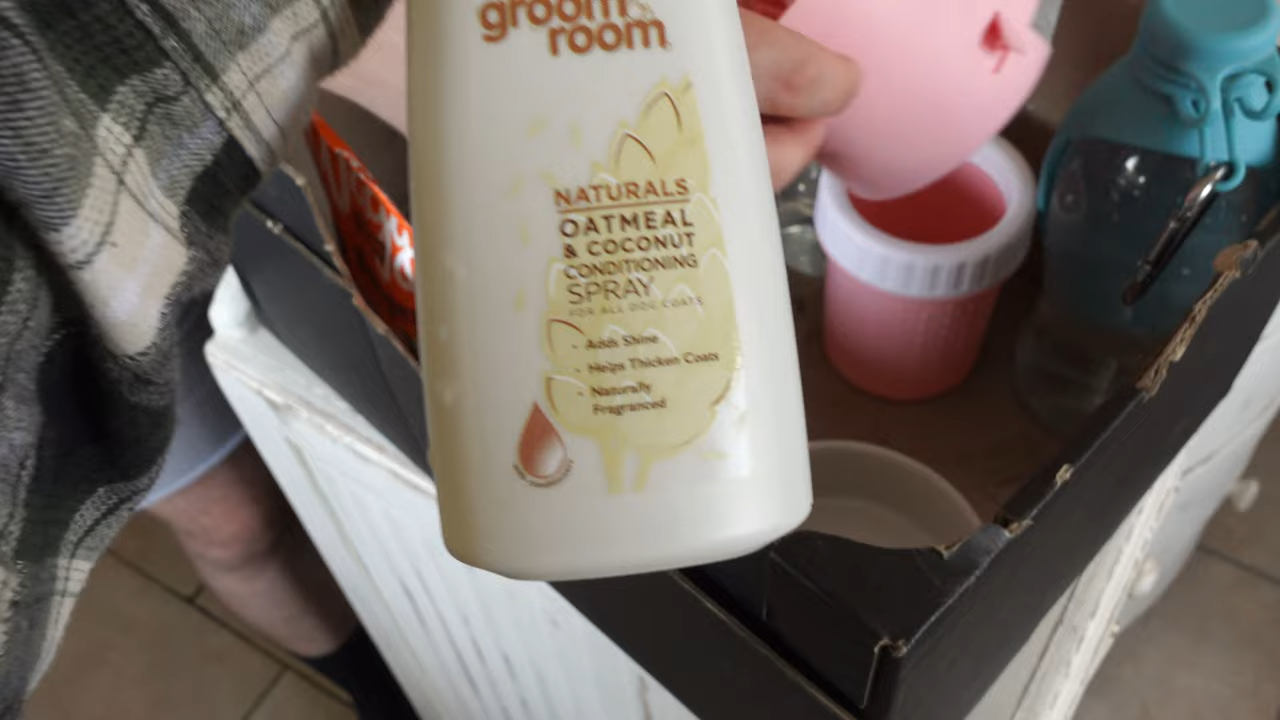 groom &
room
NATURALS
OATMEAL
& COCONUT
CONDITIONING
SPRAY
FOR ALL DOG COATS
- Adds Shine
- Helps Thicken Coats
- Naturally
Fragranced